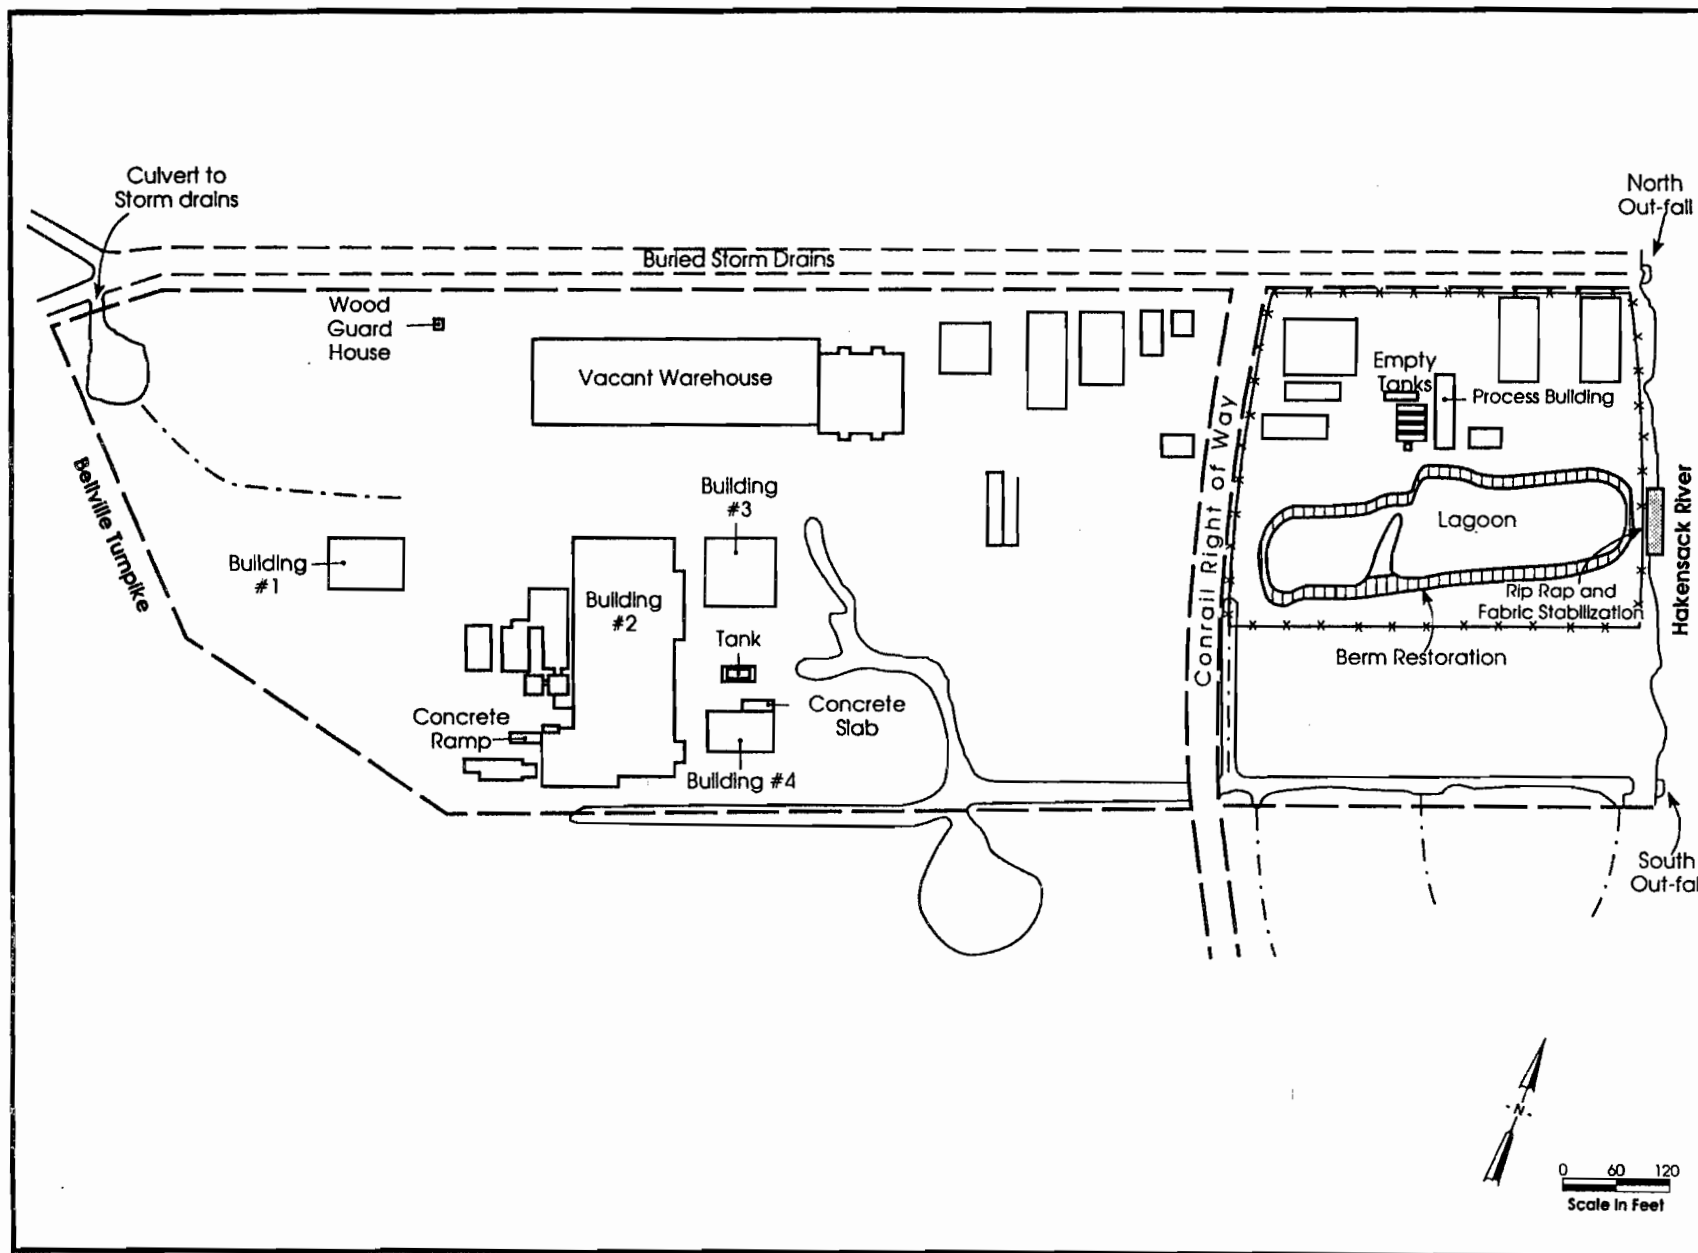 Culvert to
Storm drains
North
Out-fall
Buried Storm Drains
Wood
Guard
House
Vacant Warehouse
Empty
Tanks
Process Building
Conrail Right of Way
Bellville Turnpike
Building
#3
Building
#1
Building
#2
Lagoon
Hakensack River
Rip Rap and
Fabric Stabilization
Tank
Berm Restoration
Concrete
Slab
Concrete
Ramp
Building #4
South
Out-fal
N
0 60 120
Scale In Feet